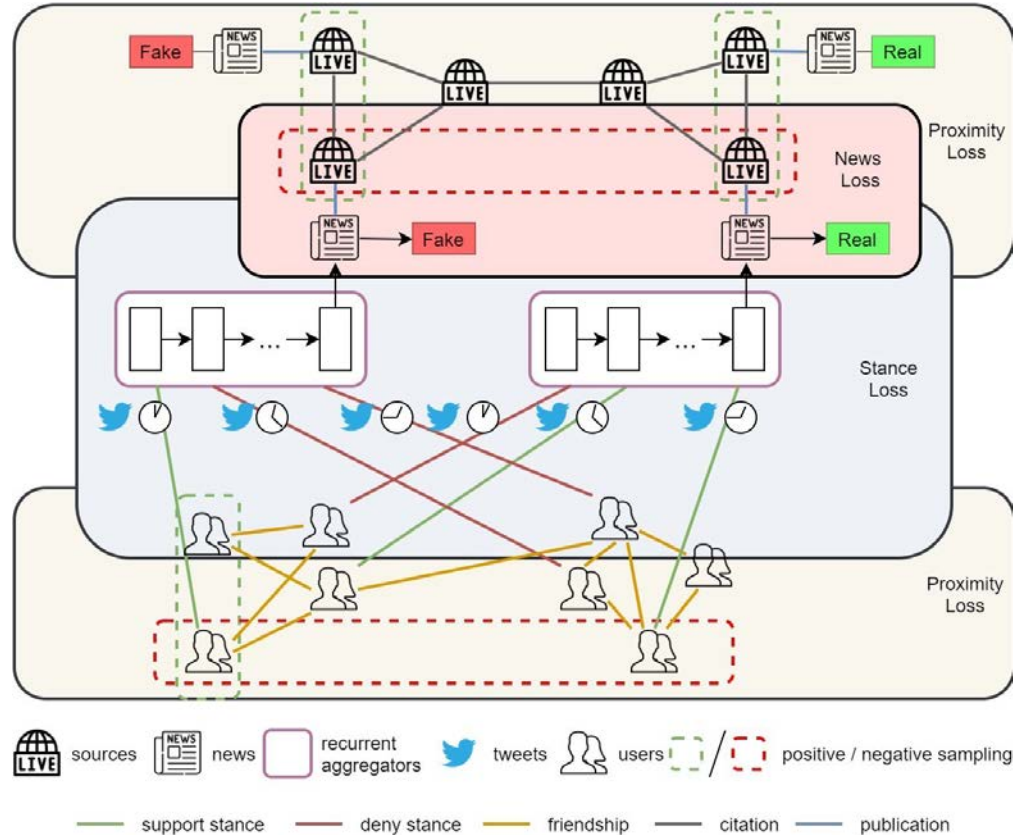 Fake
NEWS
LIVE
LIVE
LIVE
LIVE
NEWS
Real
Proximity
Loss
LIVE
LIVE
News
Loss
NEWS
Fake
NEWS
Real
...
...
Stance
Loss
Proximity
Loss
LIVE
sources
NEWS
news
recurrent
aggregators
tweets
users
/
positive / negative sampling
support stance
deny stance
friendship
citation
publication